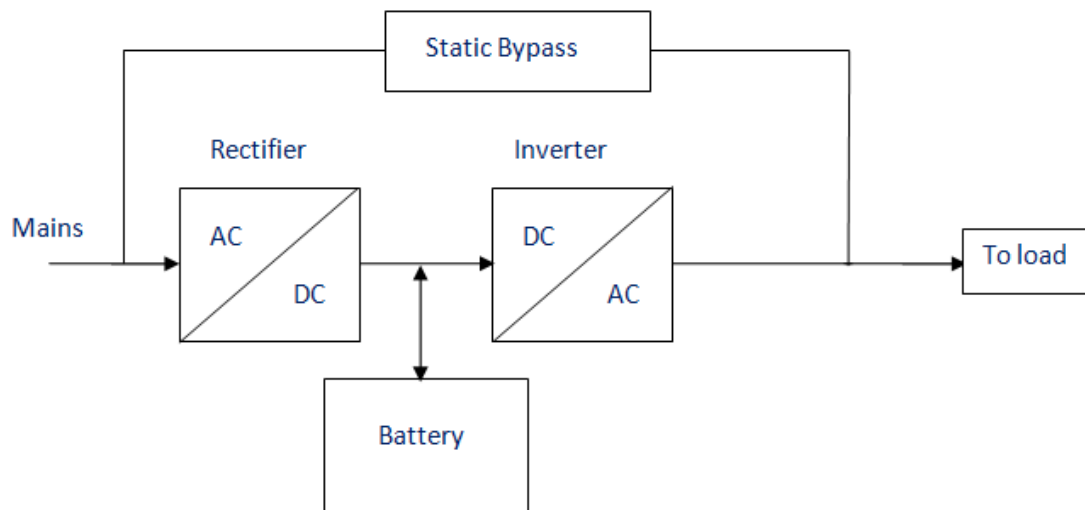 Static Bypass
Rectifier
Inverter
Mains
AC
DC
DC
AC
To load
Battery